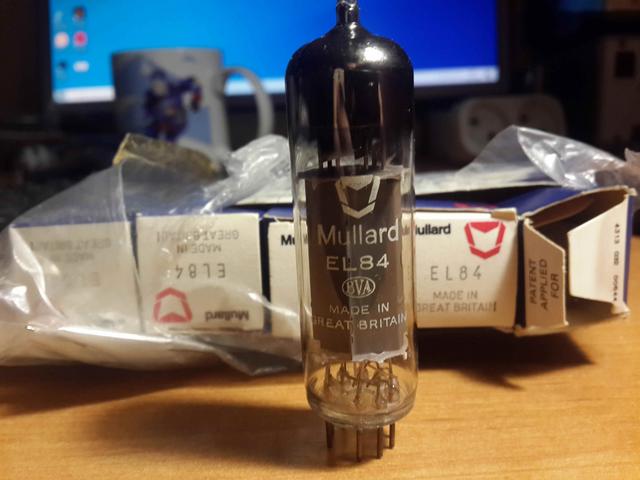 Mullard
EL84
BVA
MADE IN
GREAT BRITAIN
MADE IN
GREAT BRITAIN
EL84
Mullard
Mullard
EL84
MADE IN
GREAT BRITAIN
PATENT
APPLIED
FOR